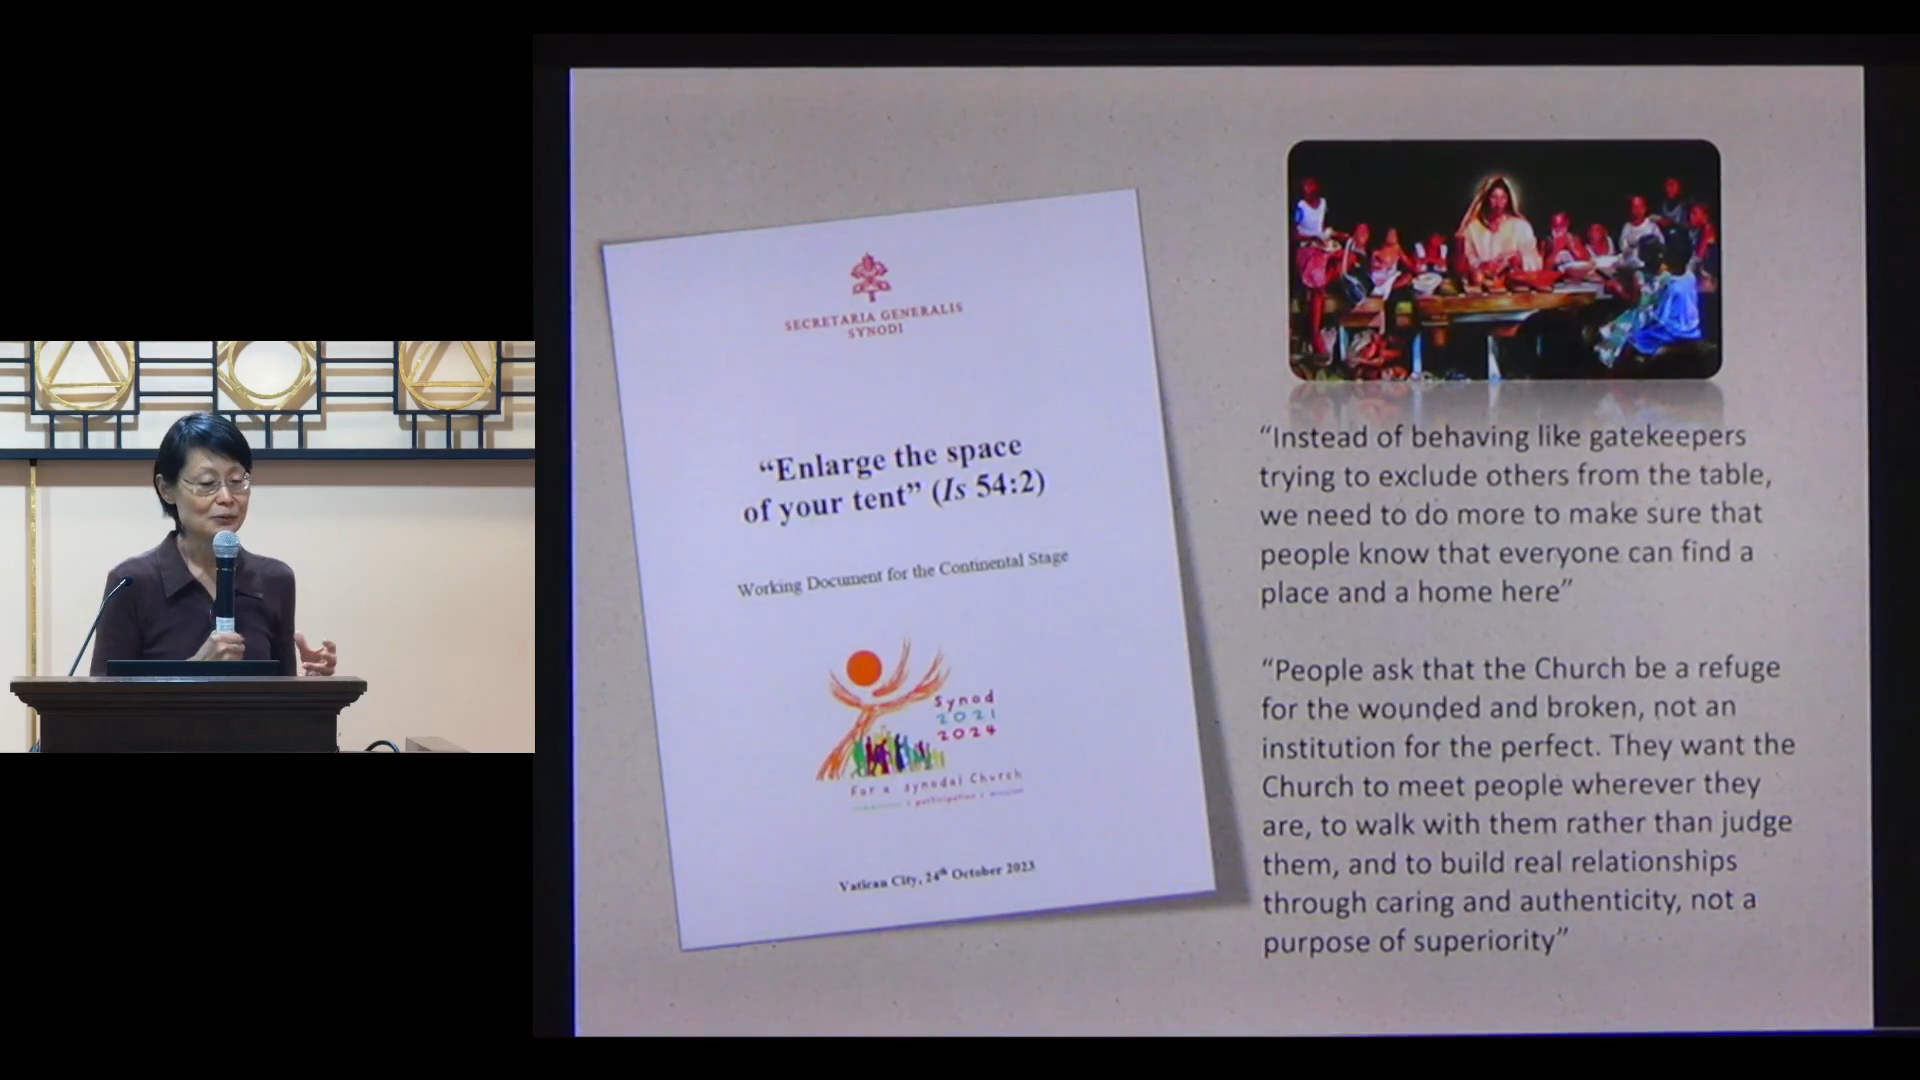 SECRETARIA GENERALIS
SYNODI
“Enlarge the space
of your tent” (Is 54:2)
Working Document for the Continental Stage
Synod
2021
2024
For a synodal Church
participation
Vatican City, 24th October 2023
“Instead of behaving like gatekeepers
trying to exclude others from the table,
we need to do more to make sure that
people know that everyone can find a
place and a home here”
“People ask that the Church be a refuge
for the wounded and broken, not an
institution for the perfect. They want the
Church to meet people wherever they
are, to walk with them rather than judge
them, and to build real relationships
through caring and authenticity, not a
purpose of superiority”